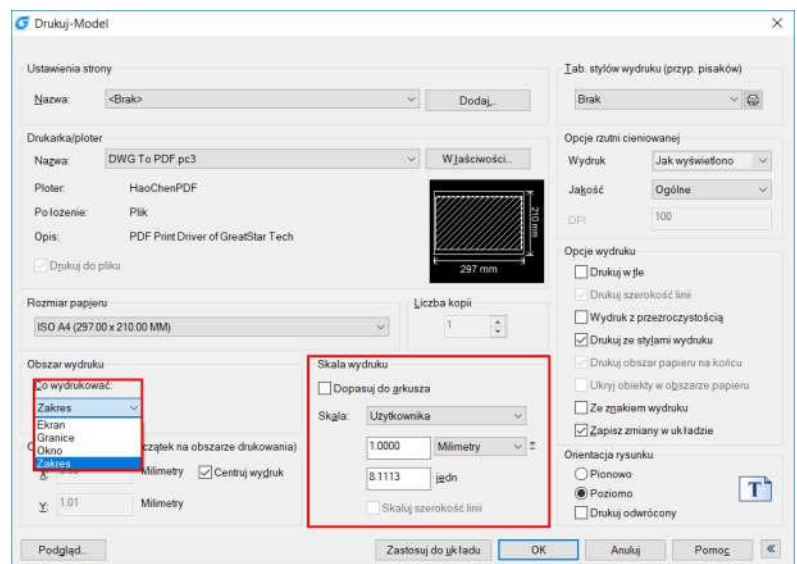 Drukuj-Model
Ustawienia strony
Nazwa: <Brak> Dodaj...
Drukarka/ploter
Nazwa: DWG To PDF.pc3 Właściwości...
Ploter: HaoChenPDF
Położenie: Plik
Opis: PDF Print Driver of GreatStar Tech
Drukuj do pliku
210 mm
297 mm
Rozmiar papieru
ISO A4 (297.00 x 210.00 MM)
Liczba kopii
1
Obszar wydruku
Co wydrukować:
Zakres
Ekran
Granice
Okno
Zakres
czątek na obszarze drukowania)
X: Milimetry Centruj wydruk
Y: 1.01 Milimetry
Skala wydruku
Dopasuj do arkusza
Skala: Użytkownika
1.0000 Milimetry =
8.1113 jedn
Skaluj szerokość linii
Tab. stylów wydruku (przyp. pisaków)
Brak
Opcje rzutni cieniowanej
Wydruk Jak wyświetlono
Jakość Ogólne
DPI 100
Opcje wydruku
Drukuj w tle
Drukuj szerokość linii
Wydruk z przezroczystością
Drukuj ze stylami wydruku
Drukuj obszar papieru na końcu
Ukryj obiekty w obszarze papieru
Ze znakiem wydruku
Zapisz zmiany w układzie
Orientacja rysunku
Pionowo
Poziomo
Drukuj odwrócony
T
Podgląd... Zastosuj do układu OK Anuluj Pomoc «